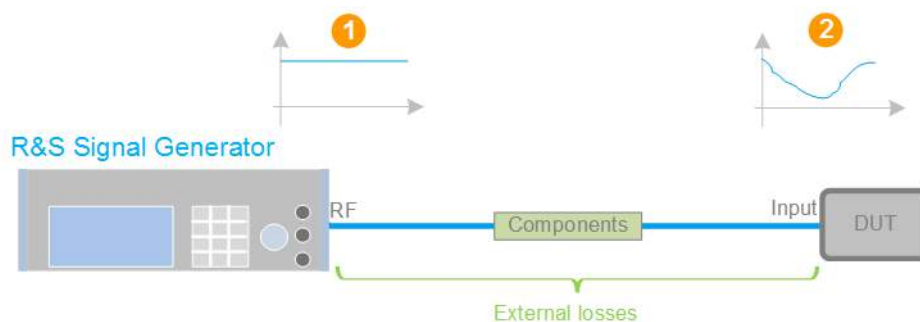 1
2
R&S Signal Generator
RF
Components
Input
DUT
External losses